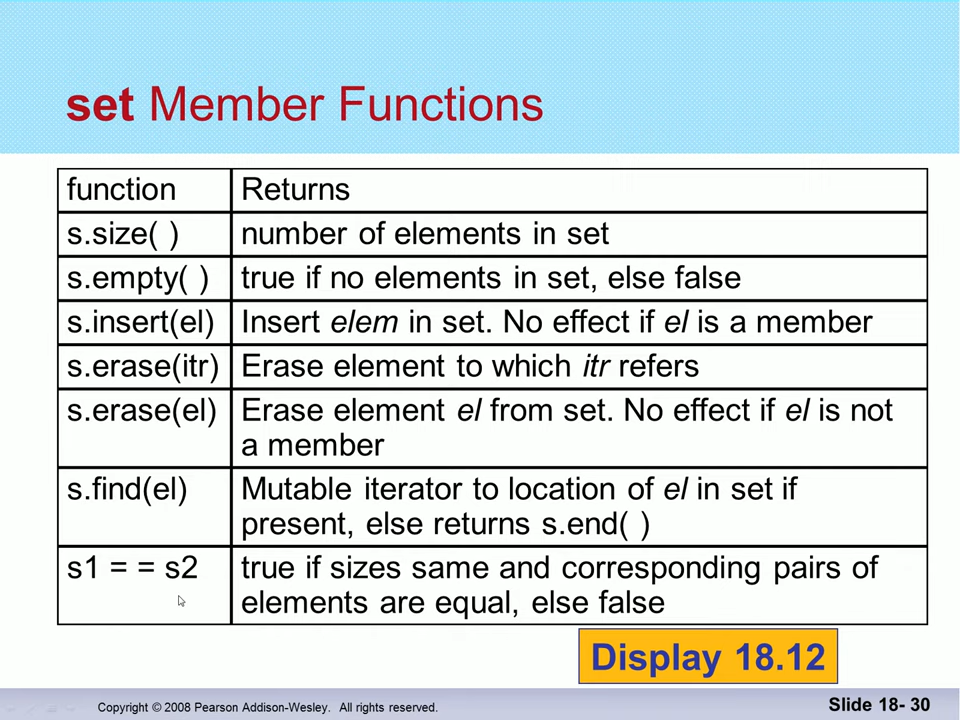 set Member Functions
function Returns
s.size( ) number of elements in set
s.empty( ) true if no elements in set, else false
s.insert(el) Insert elem in set. No effect if el is a member
s.erase(itr) Erase element to which itr refers
s.erase(el) Erase element el from set. No effect if el is not
a member
s.find(el) Mutable iterator to location of el in set if
present, else returns s.end( )
s1 = = s2 true if sizes same and corresponding pairs of
elements are equal, else false
Display 18.12
Copyright © 2008 Pearson Addison-Wesley. All rights reserved.
Slide 18- 30